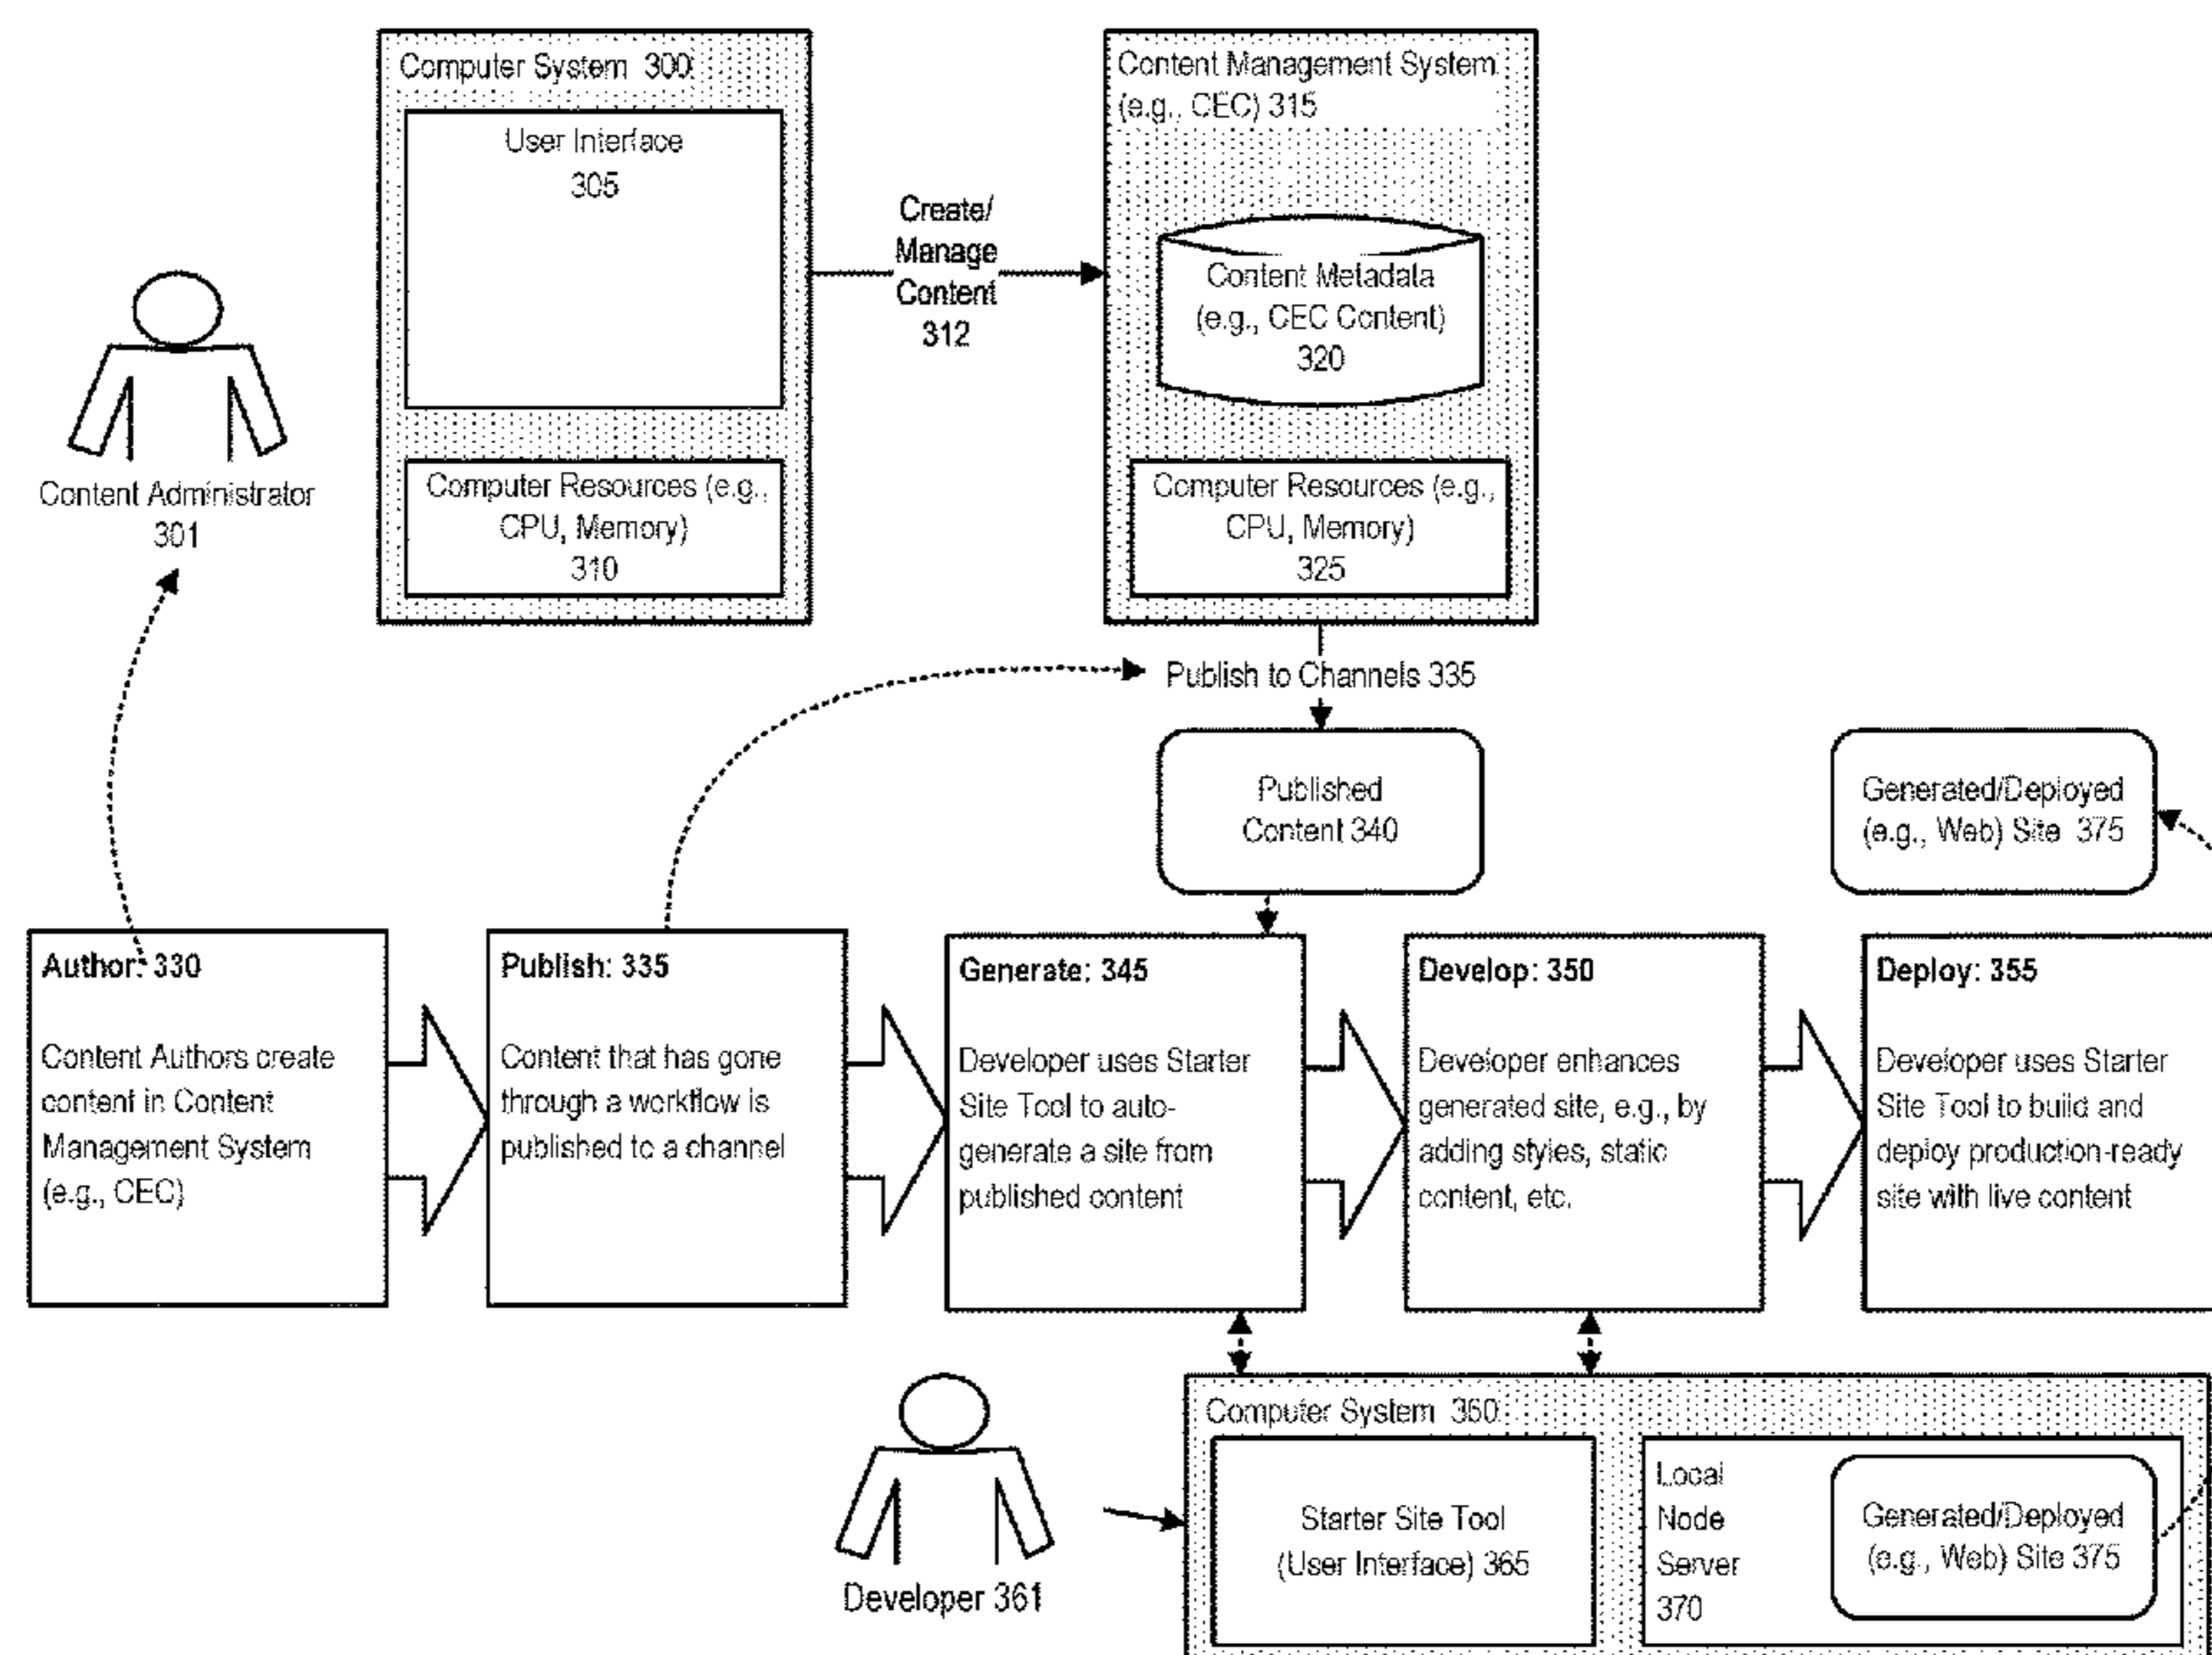 Computer System 300
User Interface
305
Computer Resources (e.g.,
CPU, Memory)
310
Create/
Manage
Content
312
Content Management System
(e.g., CEC) 315
Content Metadata
(e.g., CEC Content)
320
Computer Resources (e.g.,
CPU, Memory)
325
Content Administrator
301
Publish to Channels 335
Published
Content 340
Generated/Deployed
(e.g., Web) Site 375
Author: 330
Content Authors create
content in Content
Management System
(e.g., CEC)
Publish: 335
Content that has gone
through a workflow is
published to a channel
Generate: 345
Developer uses Starter
Site Tool to auto-
generate a site from
published content
Develop: 350
Developer enhances
generated site, e.g., by
adding styles, static
content, etc.
Deploy: 355
Developer uses Starter
Site Tool to build and
deploy production-ready
site with live content
Developer 361
Computer System 360
Starter Site Tool
(User Interface) 365
Local
Node
Server
370
Generated/Deployed
(e.g., Web) Site 375